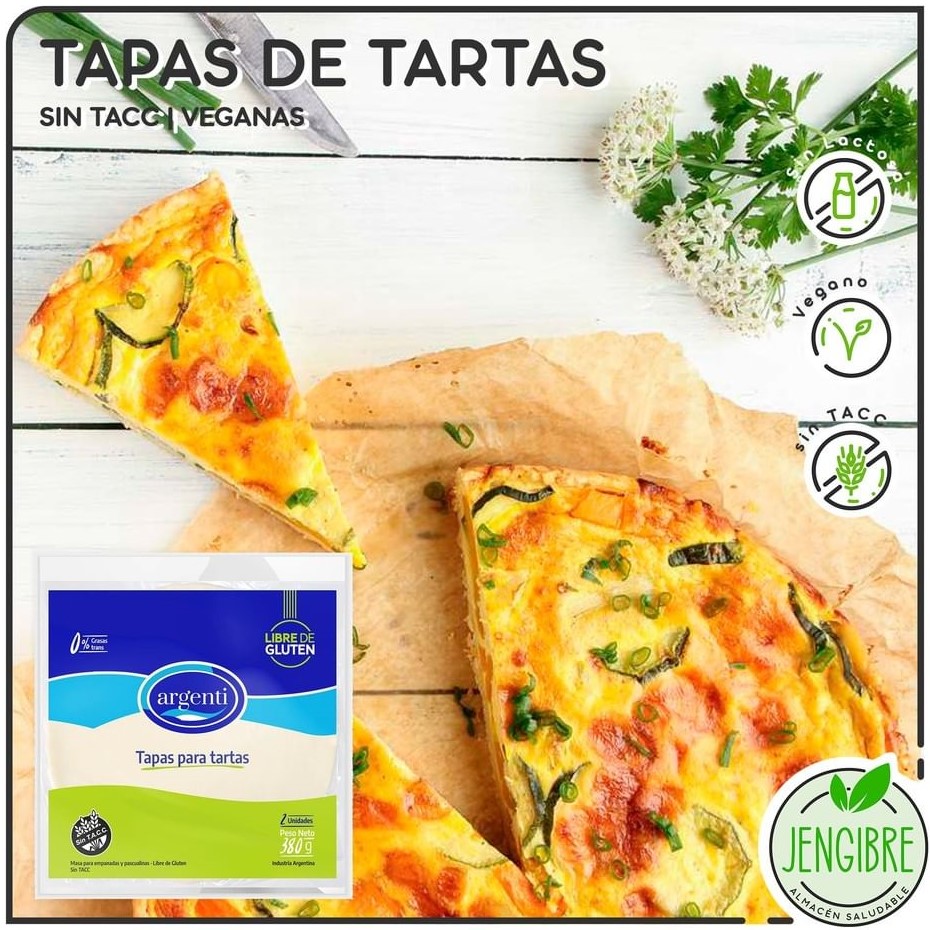 TAPAS DE TARTAS
SIN TACC | VEGANAS
Sin Lactosa
Vegano
sin TACC
0% Grasas
trans
LIBRE DE
GLUTEN
argenti
Tapas para tartas
Sin T.A.C.C.
2 Unidades
Peso Neto
380 g
Masa para empanadas y pascualinas - Libre de Gluten
Sin TACC
Industria Argentina
JENGIBRE
ALMACÉN SALUDABLE